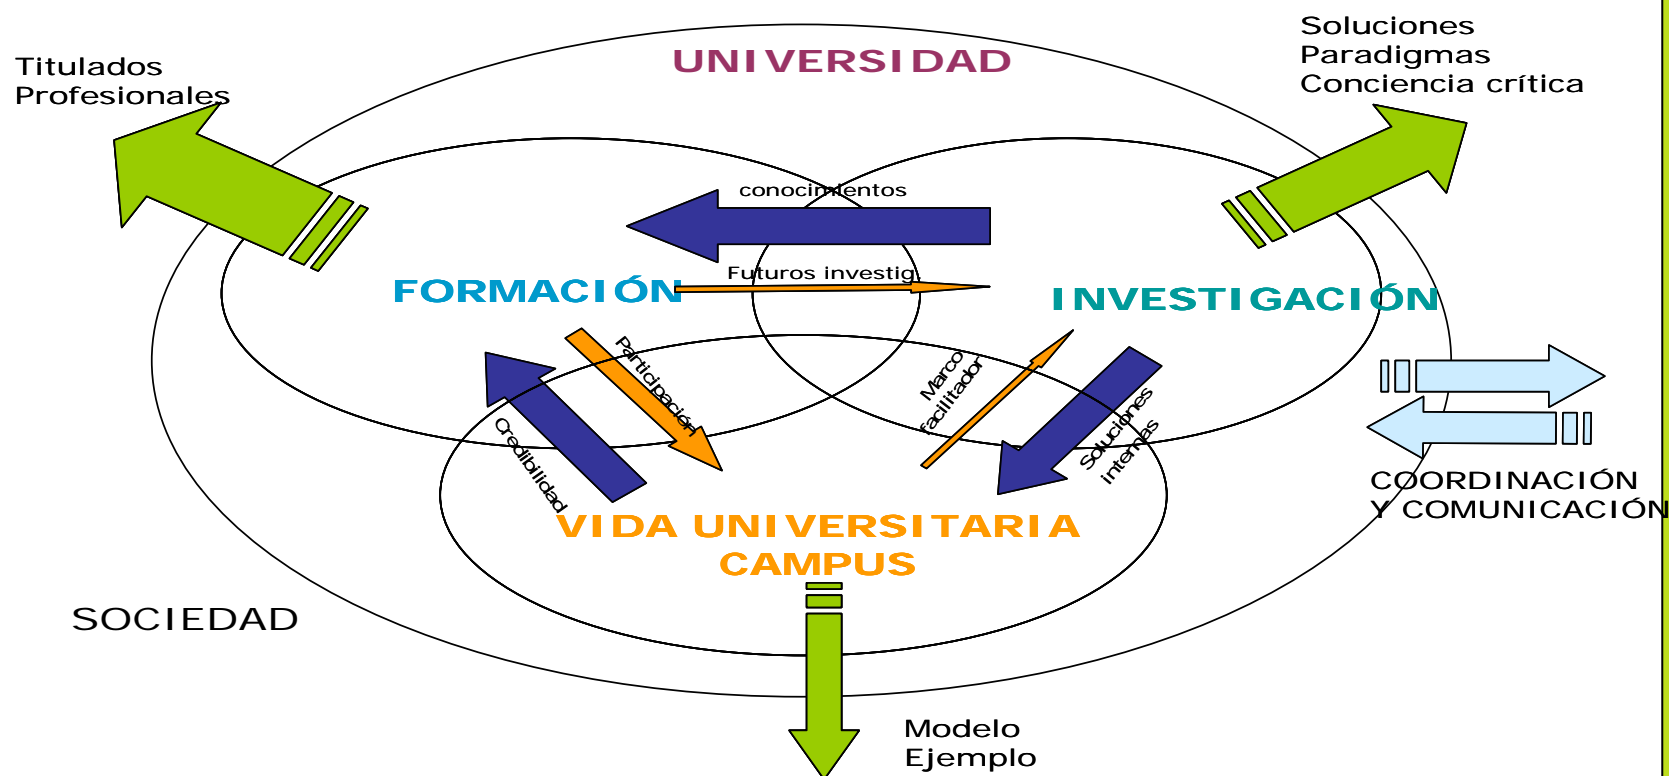 Titulados
Profesionales
UNIVERSIDAD
Soluciones
Paradigmas
Conciencia crítica
conocimientos
Futuros investig.
FORMACIÓN
INVESTIGACIÓN
Participación
Credibilidad
Marco
facilitador
Soluciones
internas
COORDINACIÓN
Y COMUNICACIÓN
VIDA UNIVERSITARIA
CAMPUS
SOCIEDAD
Modelo
Ejemplo